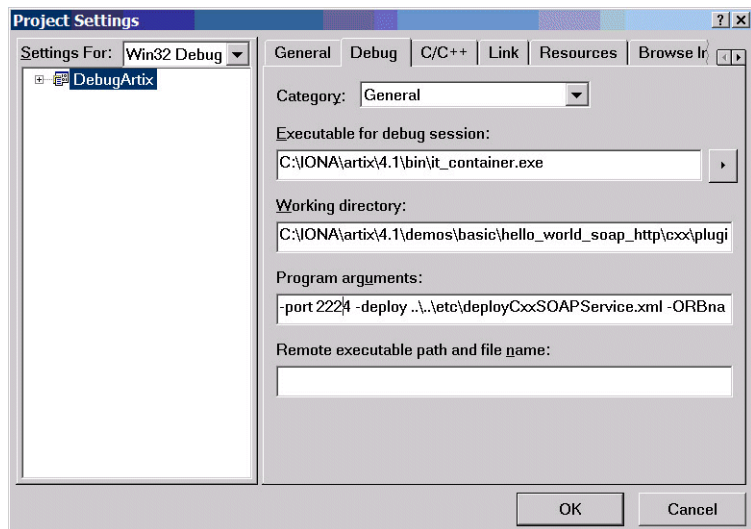 Project Settings
Settings For: Win32 Debug
DebugArtix
General Debug C/C++ Link Resources Browse In
Category: General
Executable for debug session:
C:\IONA\artix\4.1\bin\it_container.exe
Working directory:
C:\IONA\artix\4.1\demos\basic\hello_world_soap_http\cxx\plugi
Program arguments:
-port 2224 -deploy ..\..\etc\deployCxxSOAPService.xml -ORBna
Remote executable path and file name:
OK Cancel